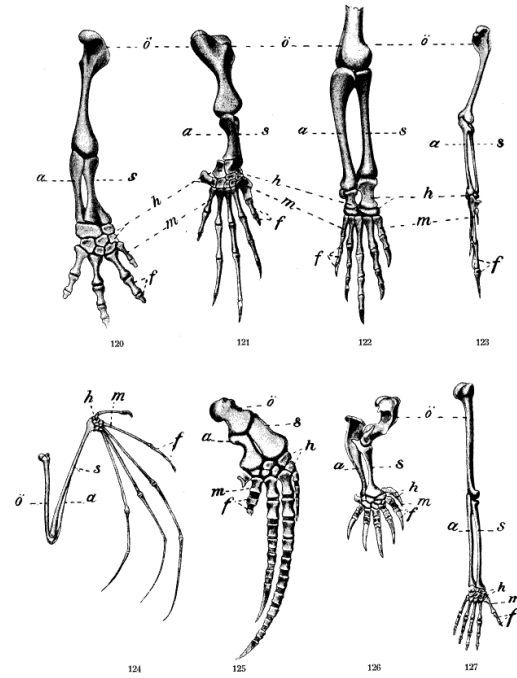 ö ö ö
a s a s a s
a s
h h h
m m m
f f f f
120 121 122 123
h m
f
ö s a
ö
s
a h
m
f
ö
a s
h
m
f
a s
h
m
f
124 125 126 127